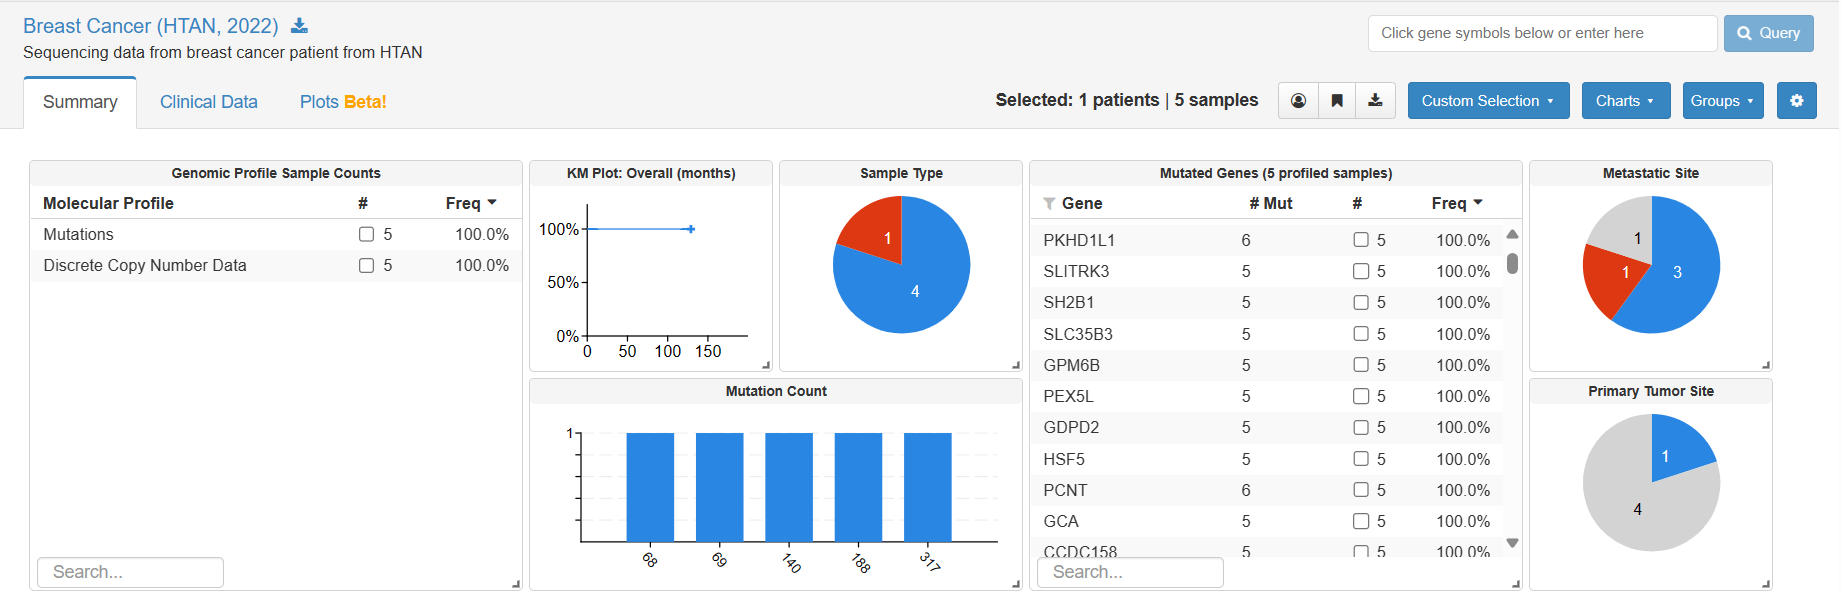 Breast Cancer (HTAN, 2022)
Sequencing data from breast cancer patient from HTAN
Click gene symbols below or enter here
Query
Summary
Clinical Data
Plots Beta!
Selected: 1 patients | 5 samples
Custom Selection
Charts
Groups
Genomic Profile Sample Counts
Molecular Profile # Freq
Mutations 5 100.0%
Discrete Copy Number Data 5 100.0%
Search...
KM Plot: Overall (months)
100%
50%
0%
0 50 100 150
Sample Type
1
4
Mutation Count
1
68 69 140 188 317
Mutated Genes (5 profiled samples)
Gene # Mut # Freq
PKHD1L1 6 5 100.0%
SLITRK3 5 5 100.0%
SH2B1 5 5 100.0%
SLC35B3 5 5 100.0%
GPM6B 5 5 100.0%
PEX5L 5 5 100.0%
GDPD2 5 5 100.0%
HSF5 5 5 100.0%
PCNT 6 5 100.0%
GCA 5 5 100.0%
CCDC158 5 5 100.0%
Search...
Metastatic Site
1
1
3
Primary Tumor Site
1
4